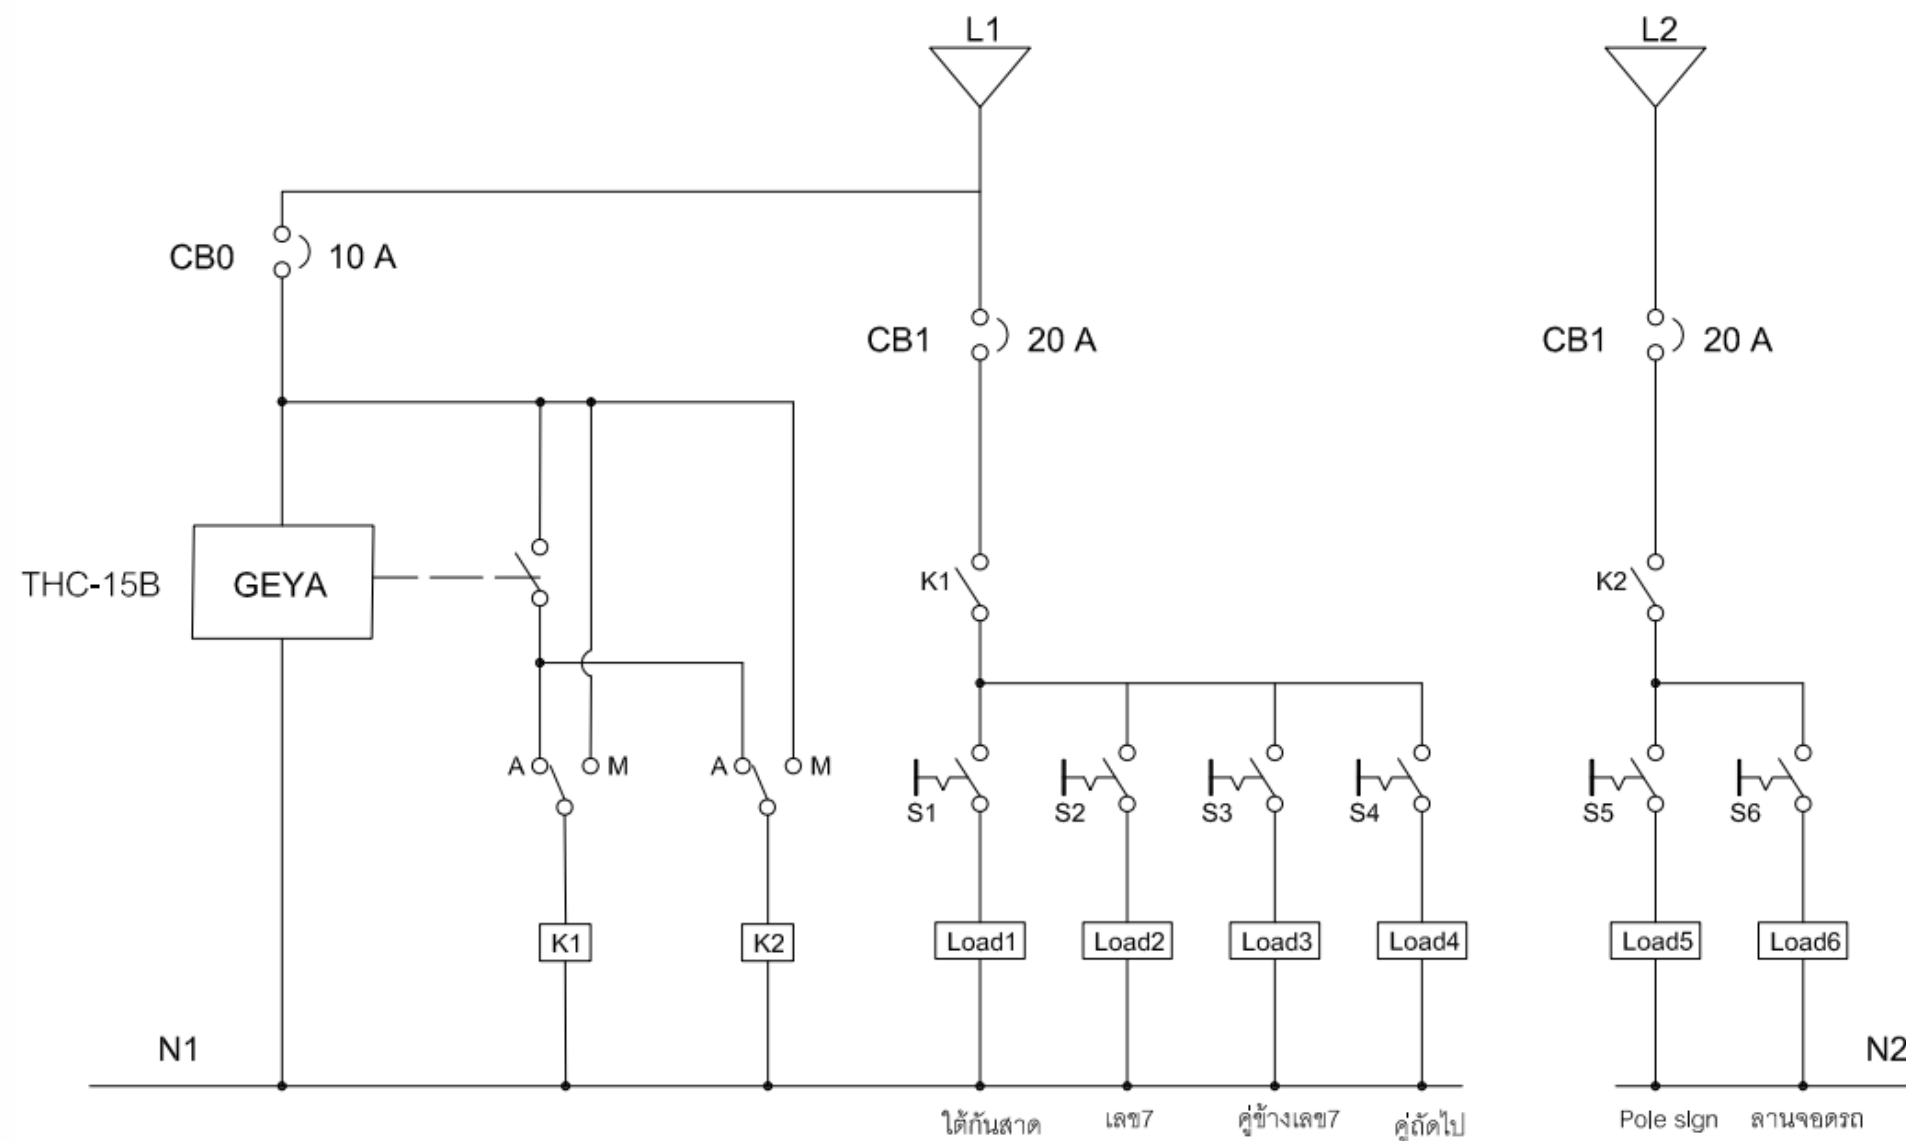 L1
L2
CB0
10 A
CB1
20 A
CB1
20 A
THC-15B
GEYA
K1
K2
A
M
A
M
S1
S2
S3
S4
S5
S6
K1
K2
Load1
Load2
Load3
Load4
Load5
Load6
N1
N2
ใต้กันสาด
เลข7
คู่ข้างเลข7
คู่ถัดไป
Pole sign
ลานจอดรถ